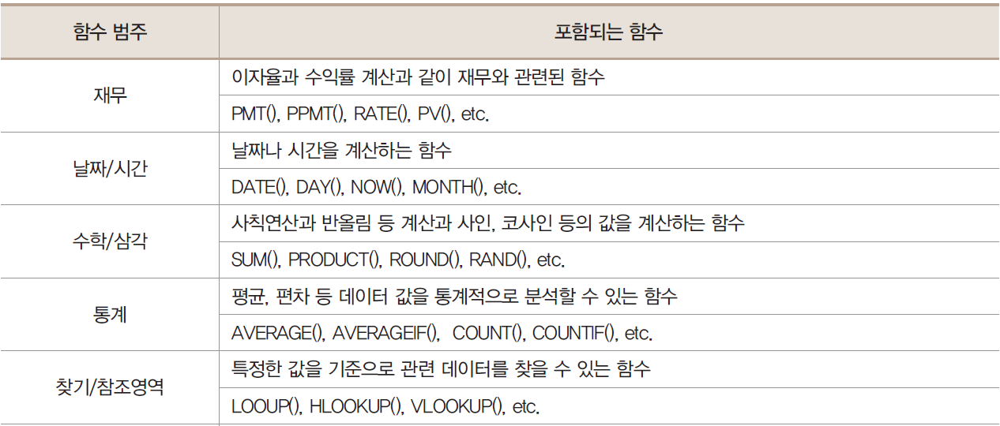 함수 범주 포함되는 함수
재무
이자율과 수익률 계산과 같이 재무와 관련된 함수
PMT(), PPMT(), RATE(), PV(), etc.
날짜/시간
날짜나 시간을 계산하는 함수
DATE(), DAY(), NOW(), MONTH(), etc.
수학/삼각
사칙연산과 반올림 등 계산과 사인, 코사인 등의 값을 계산하는 함수
SUM(), PRODUCT(), ROUND(), RAND(), etc.
통계
평균, 편차 등 데이터 값을 통계적으로 분석할 수 있는 함수
AVERAGE(), AVERAGEIF(), COUNT(), COUNTIF(), etc.
찾기/참조영역
특정한 값을 기준으로 관련 데이터를 찾을 수 있는 함수
LOOUP(), HLOOKUP(), VLOOKUP(), etc.